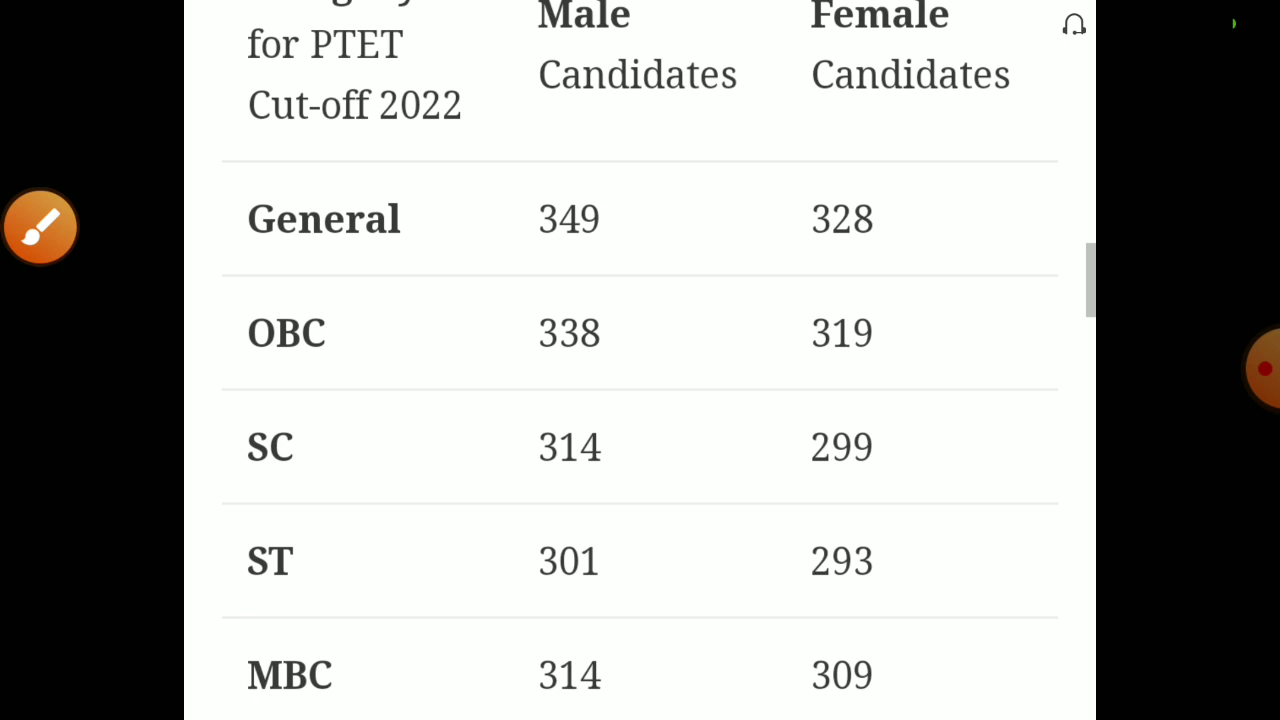 Male Female
for PTET
Candidates Candidates
Cut-off 2022
General 349 328
OBC 338 319
SC 314 299
ST 301 293
MBC 314 309